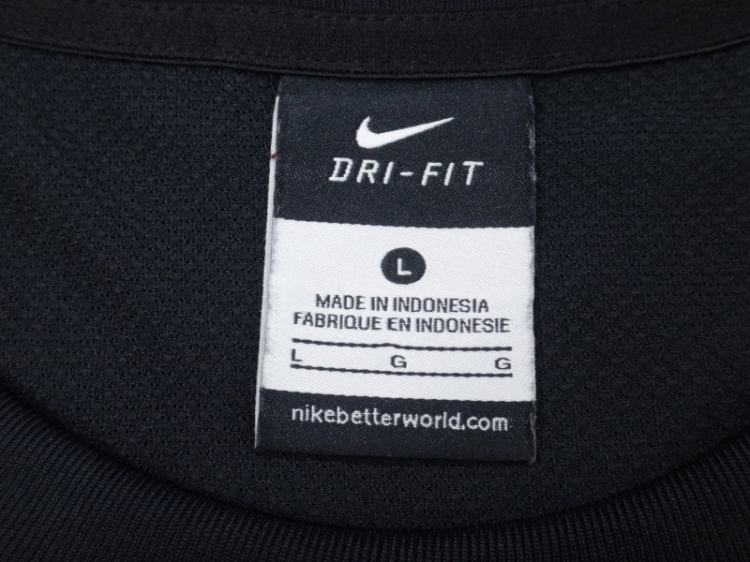 DRI-FIT
L
MADE IN INDONESIA
FABRIQUE EN INDONESIE
L G G
nikebetterworld.com